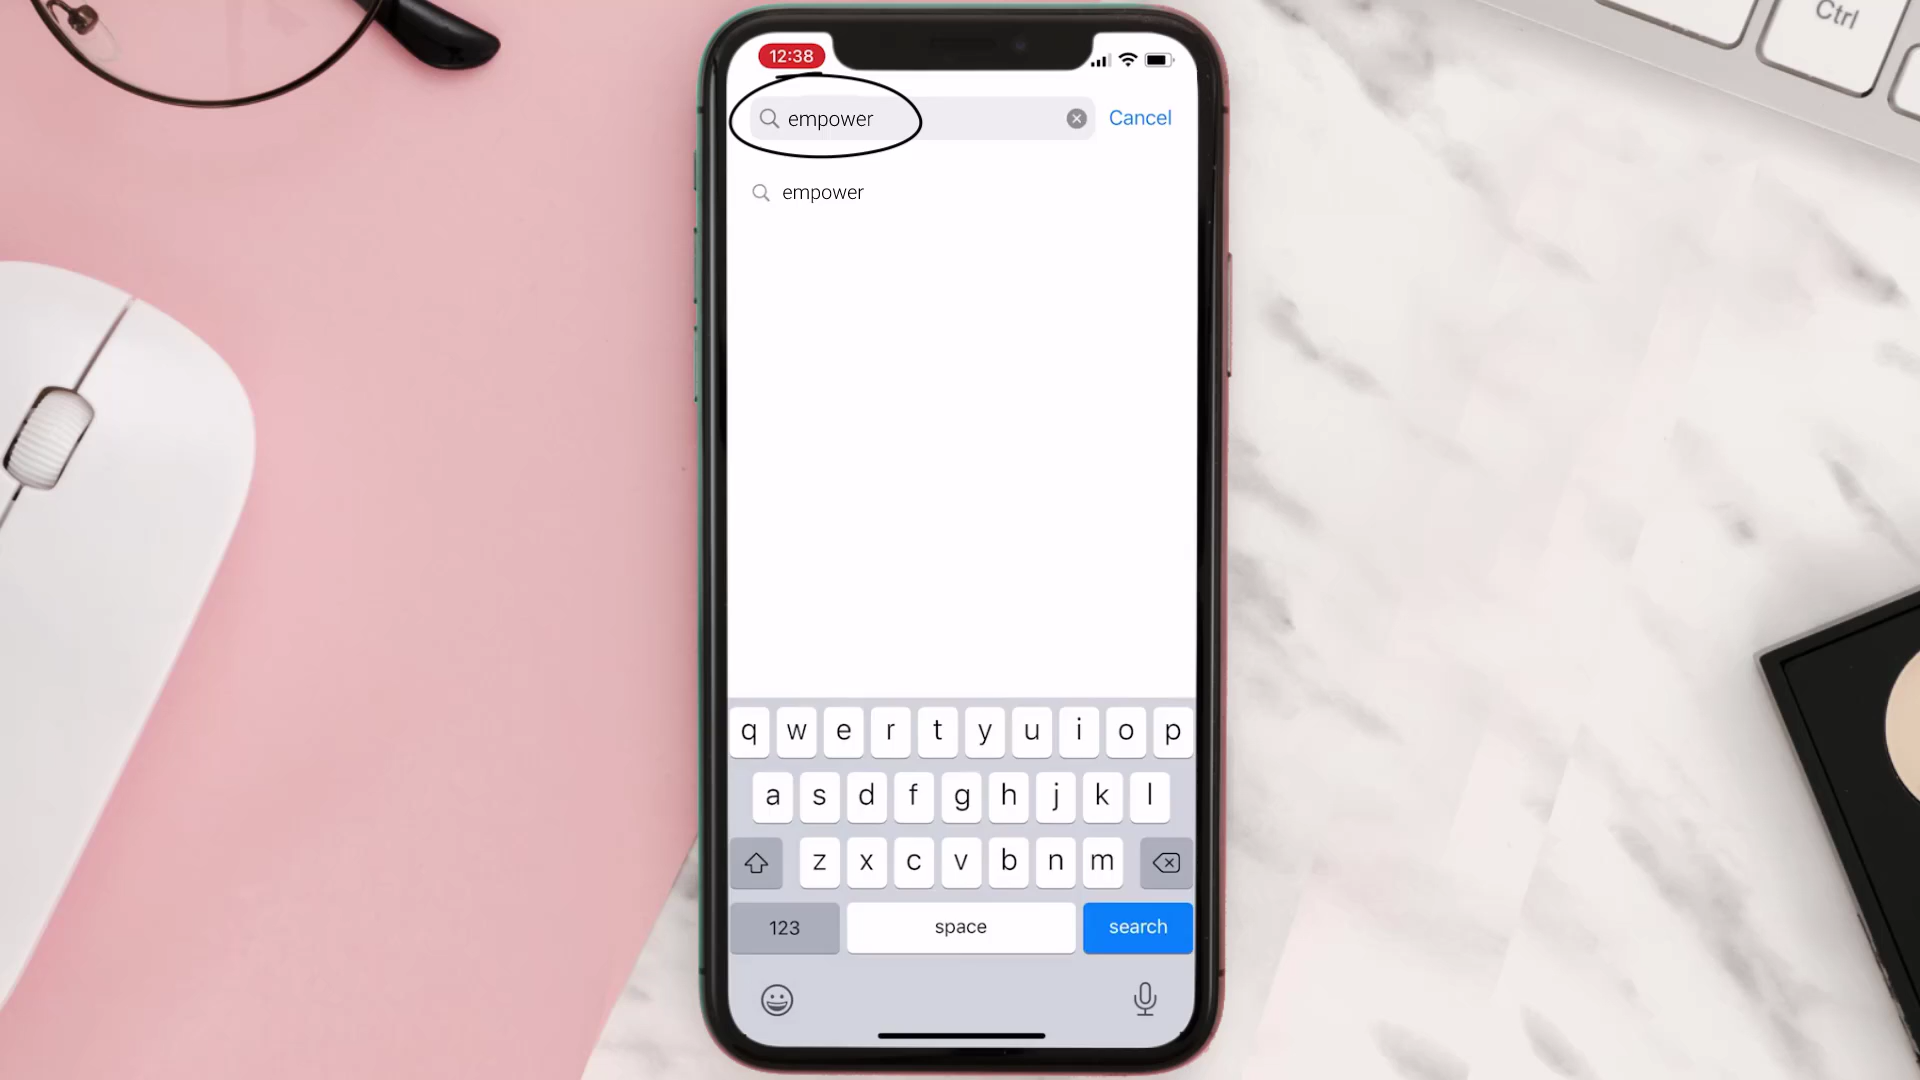 12:38
empower
Cancel
empower
q w e r t y u i o p
a s d f g h j k l
z x c v b n m
123
space
search
Ctrl